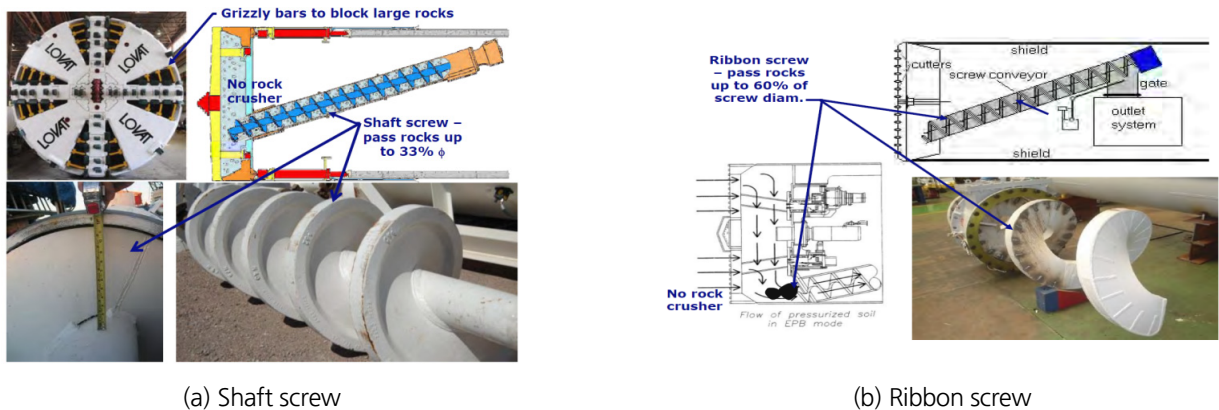 Grizzly bars to block large rocks
LOVAT
LOVAT
LOVAT
LOVAT
No rock
crusher
Shaft screw –
pass rocks up
to 33% ϕ
(a) Shaft screw
Ribbon screw
– pass rocks
up to 60% of
screw diam.
shield
cutters
screw conveyor
gate
outlet
system
shield
No rock
crusher
Flow of pressurized soil
in EPB mode
(b) Ribbon screw